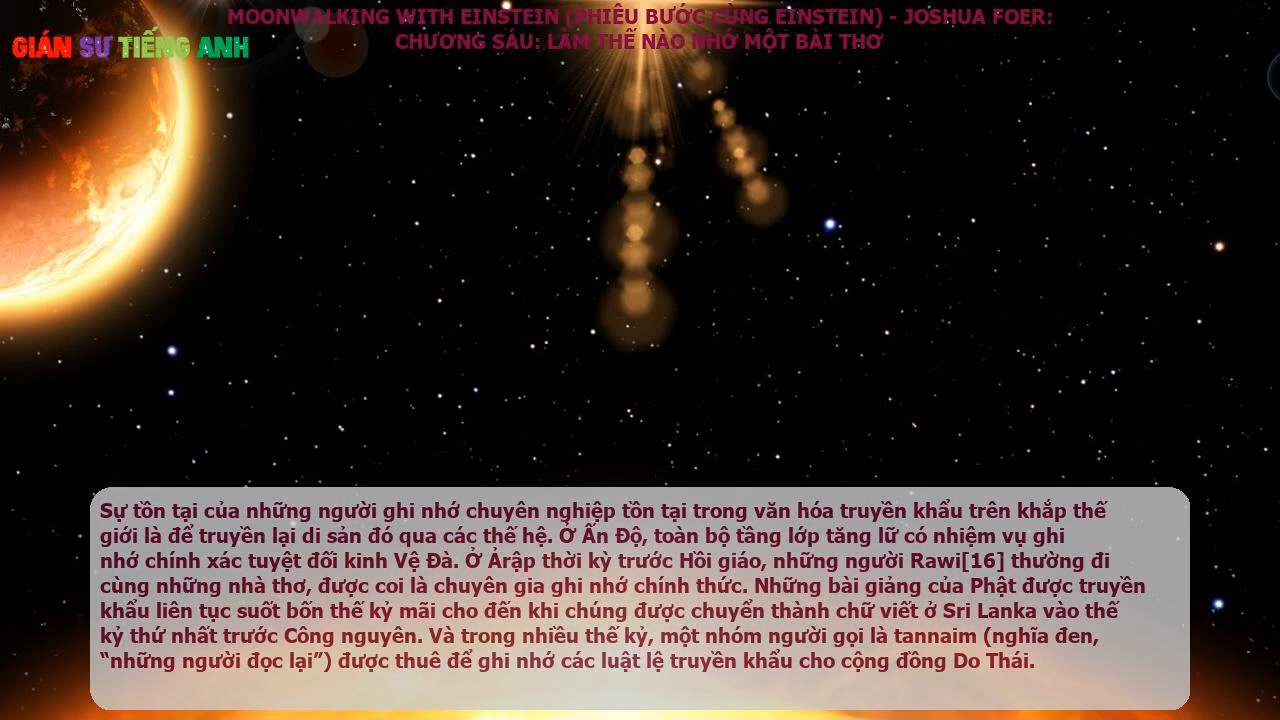 MOONWALKING WITH EINSTEIN (PHIÊU BƯỚC CÙNG EINSTEIN) - JOSHUA FOER:
CHƯƠNG SÁU: LÀM THẾ NÀO NHỚ MỘT BÀI THƠ
GIÁN SỰ TIẾNG ANH
Sự tồn tại của những người ghi nhớ chuyên nghiệp tồn tại trong văn hóa truyền khẩu trên khắp thế
giới là để truyền lại di sản đó qua các thế hệ. Ở Ấn Độ, toàn bộ tầng lớp tăng lữ có nhiệm vụ ghi
nhớ chính xác tuyệt đối kinh Vệ Đà. Ở Ảrập thời kỳ trước Hồi giáo, những người Rawi[16] thường đi
cùng những nhà thơ, được coi là chuyên gia ghi nhớ chính thức. Những bài giảng của Phật được truyền
khẩu liên tục suốt bốn thế kỷ mãi cho đến khi chúng được chuyển thành chữ viết ở Sri Lanka vào thế
kỷ thứ nhất trước Công nguyên. Và trong nhiều thế kỷ, một nhóm người gọi là tannaim (nghĩa đen,
“những người đọc lại”) được thuê để ghi nhớ các luật lệ truyền khẩu cho cộng đồng Do Thái.